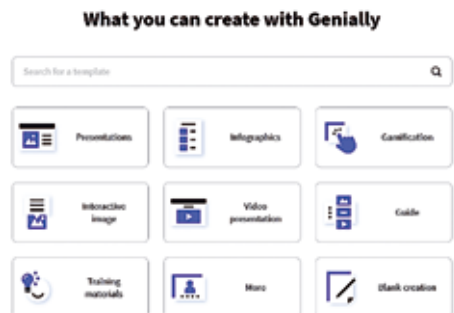 What you can create with Genially
Search for a template
Presentations
Infographics
Gamification
Interactive
image
Video
presentation
Guide
Training
materials
More
Blank creation